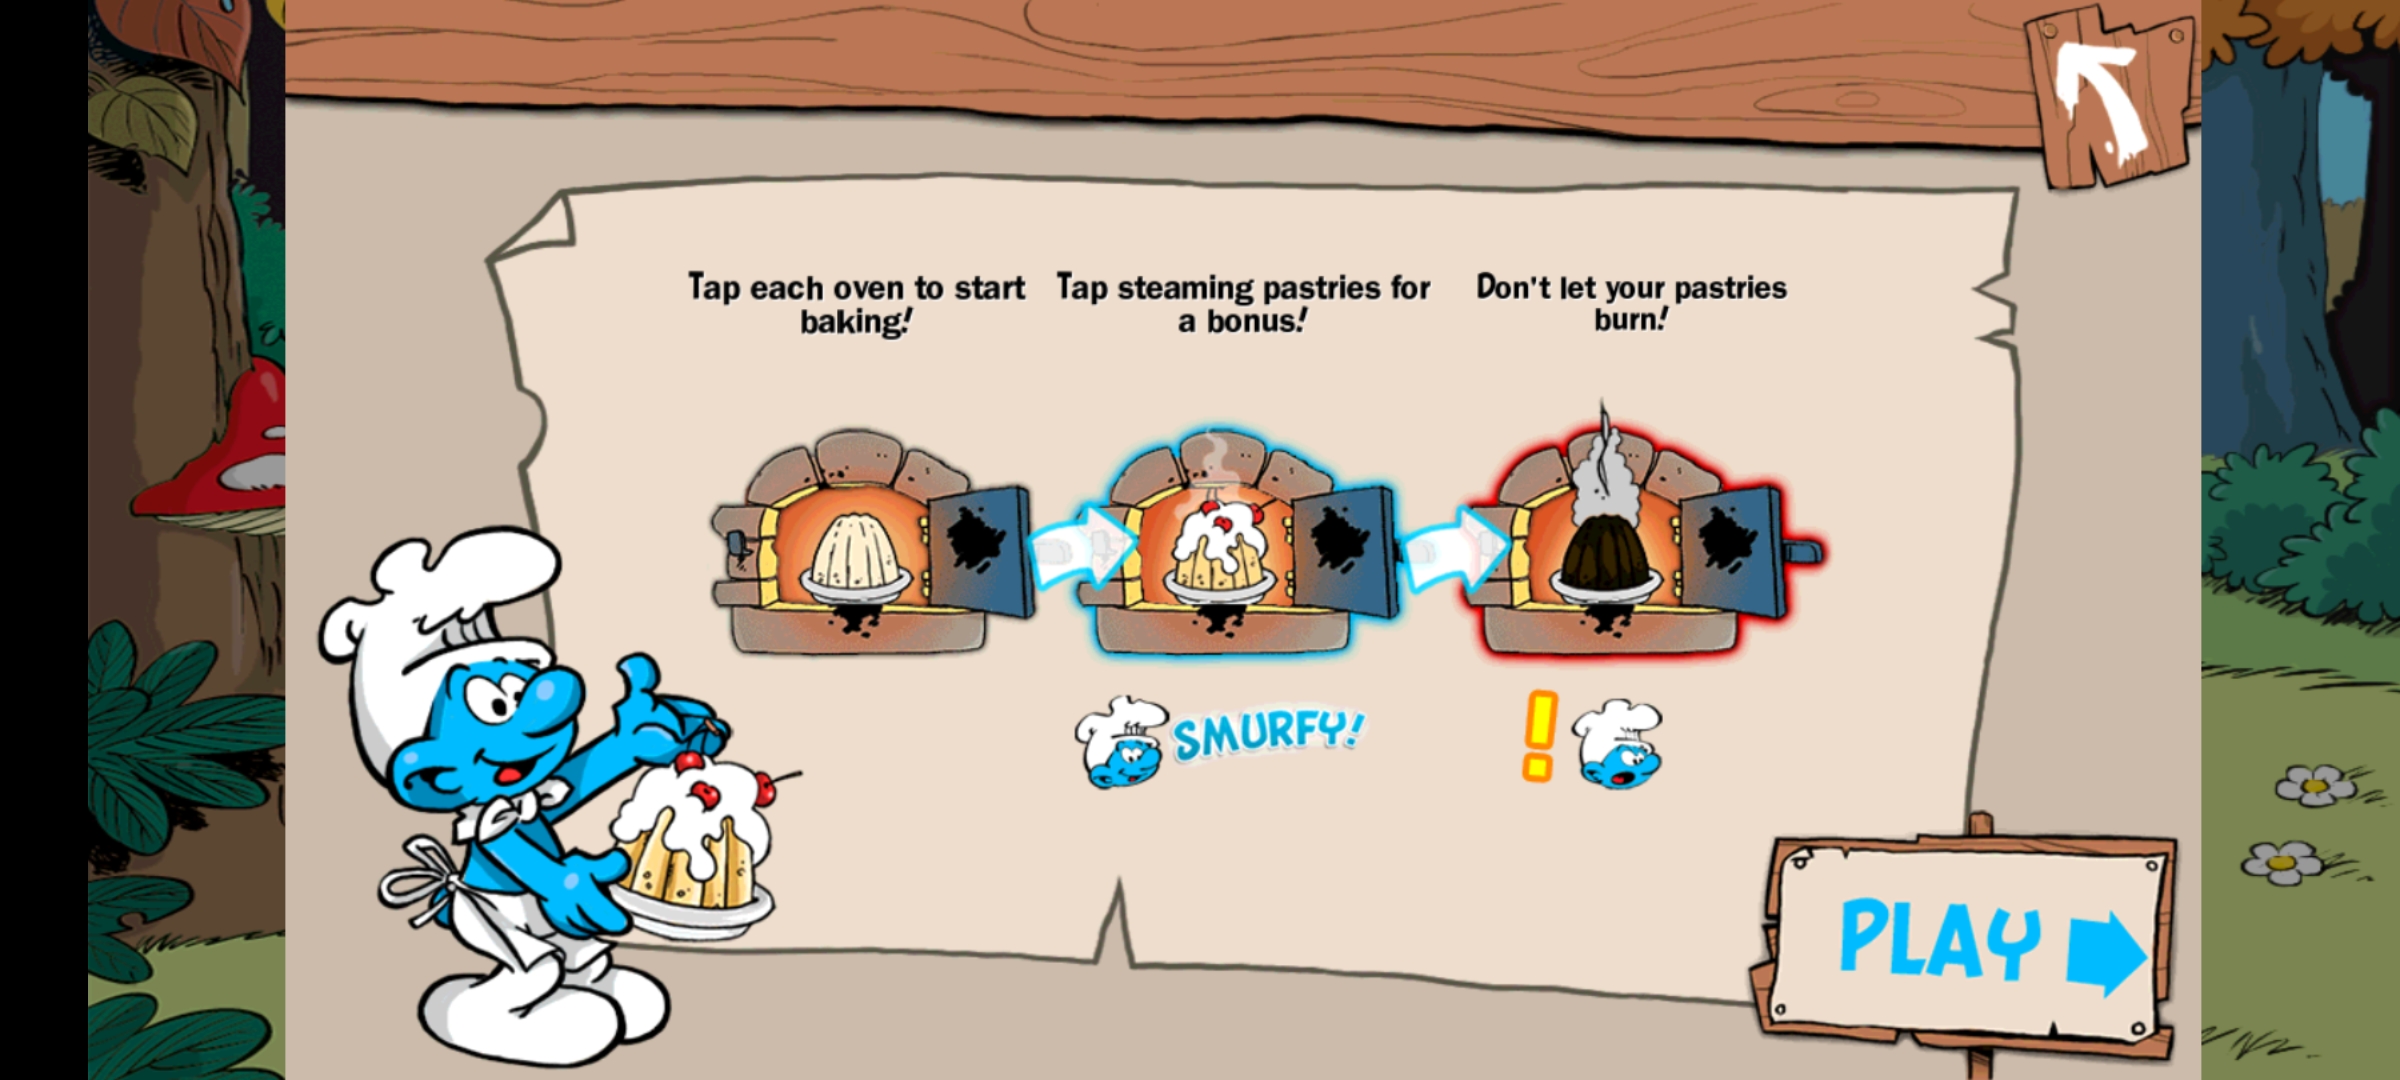 Tap each oven to start
baking!
Tap steaming pastries for
a bonus!
Don't let your pastries
burn!
SMURFY!
!
PLAY